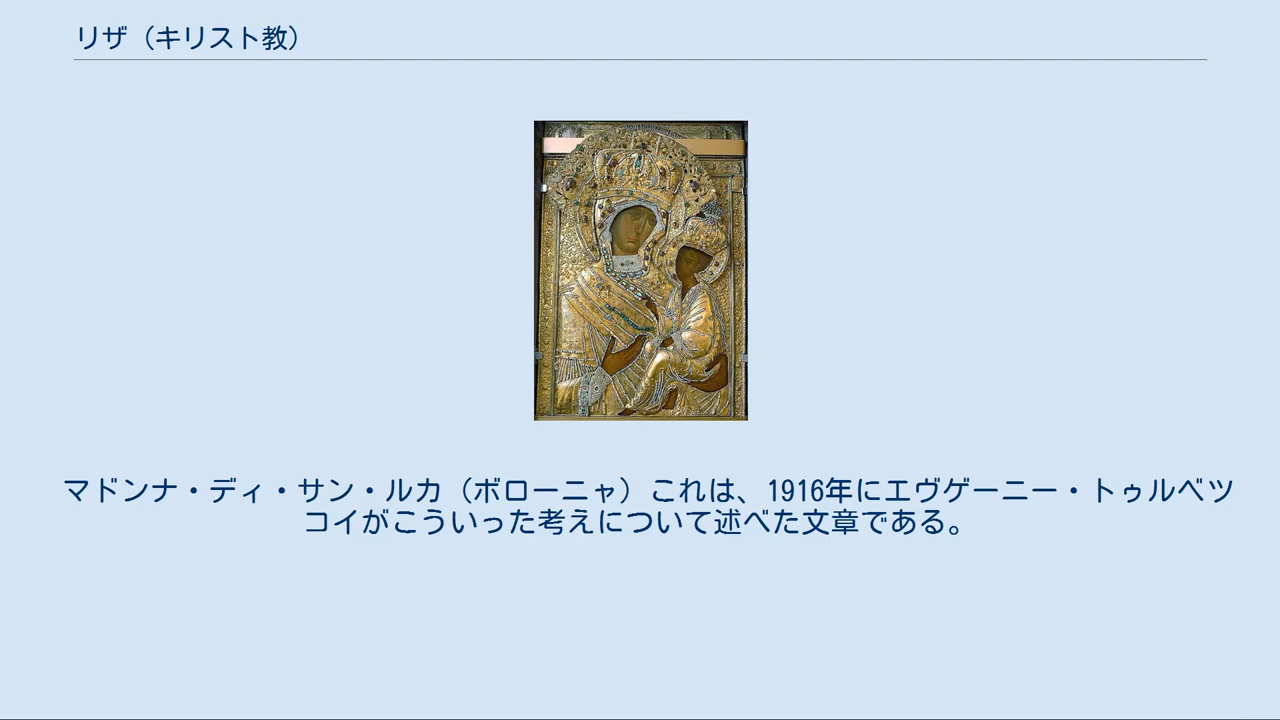 リザ（キリスト教）
マドンナ・ディ・サン・ルカ（ボローニャ）これは、1916年にエヴゲーニー・トゥルベツ
コイがこういった考えについて述べた文章である。